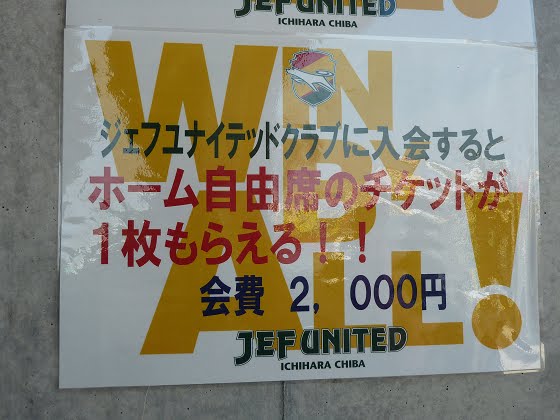 JEF UNITED
ICHIHARA CHIBA
WIN
ALL!
ジェフユナイテッドクラブに入会すると
ホーム自由席のチケットが
1枚もらえる！！
会費 2，000円
JEF UNITED
ICHIHARA CHIBA